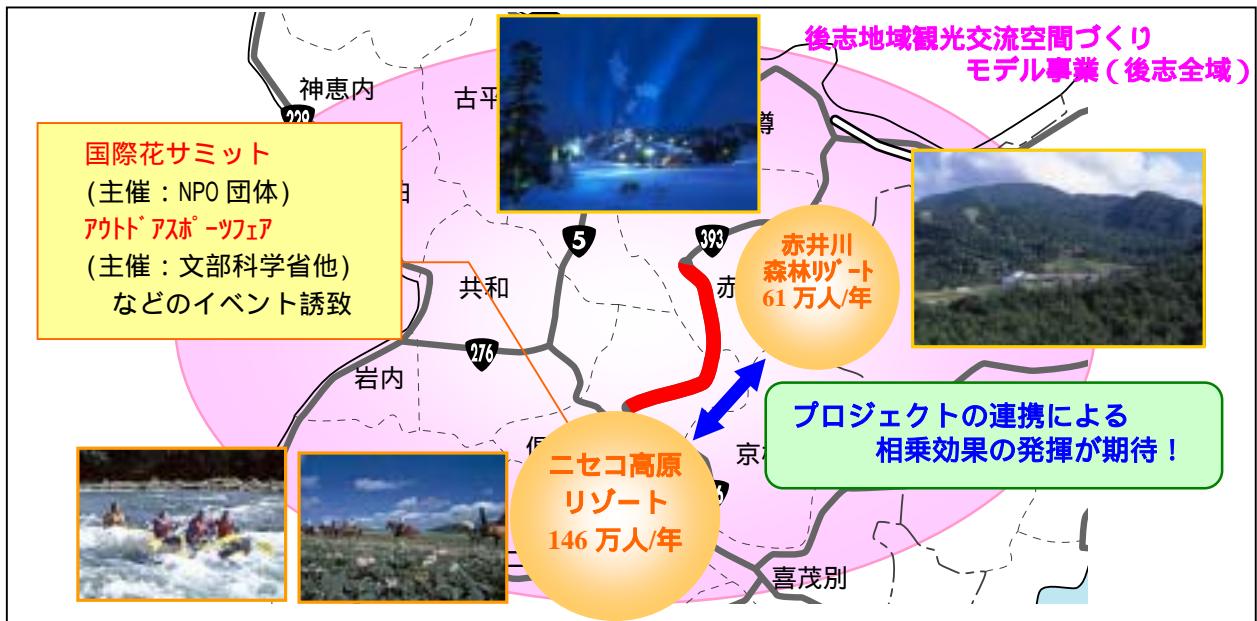 後志地域観光交流空間づくり
モデル事業(後志全域)
神恵内
古平
229
国際花サミット
(主催:NPO 団体)
ｱｳﾄﾄﾞｱｽﾎﾟｰﾂﾌｪｱ
(主催:文部科学省他)
などのイベント誘致
5
393
赤井川
森林ﾘｿﾞｰﾄ
61 万人/年
共和
赤
276
岩内
プロジェクトの連携による
相乗効果の発揮が期待!
京
ニセコ高原
リゾート
146 万人/年
喜茂別